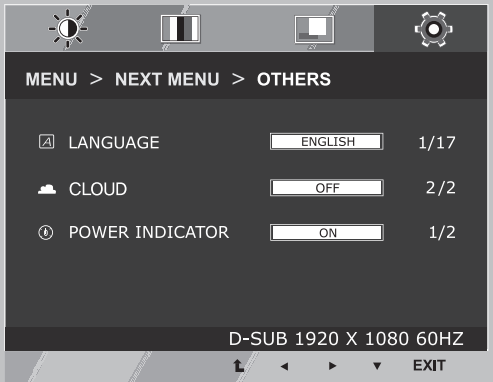 MENU > NEXT MENU > OTHERS
LANGUAGE ENGLISH 1/17
CLOUD OFF 2/2
POWER INDICATOR ON 1/2
D-SUB 1920 X 1080 60HZ
EXIT